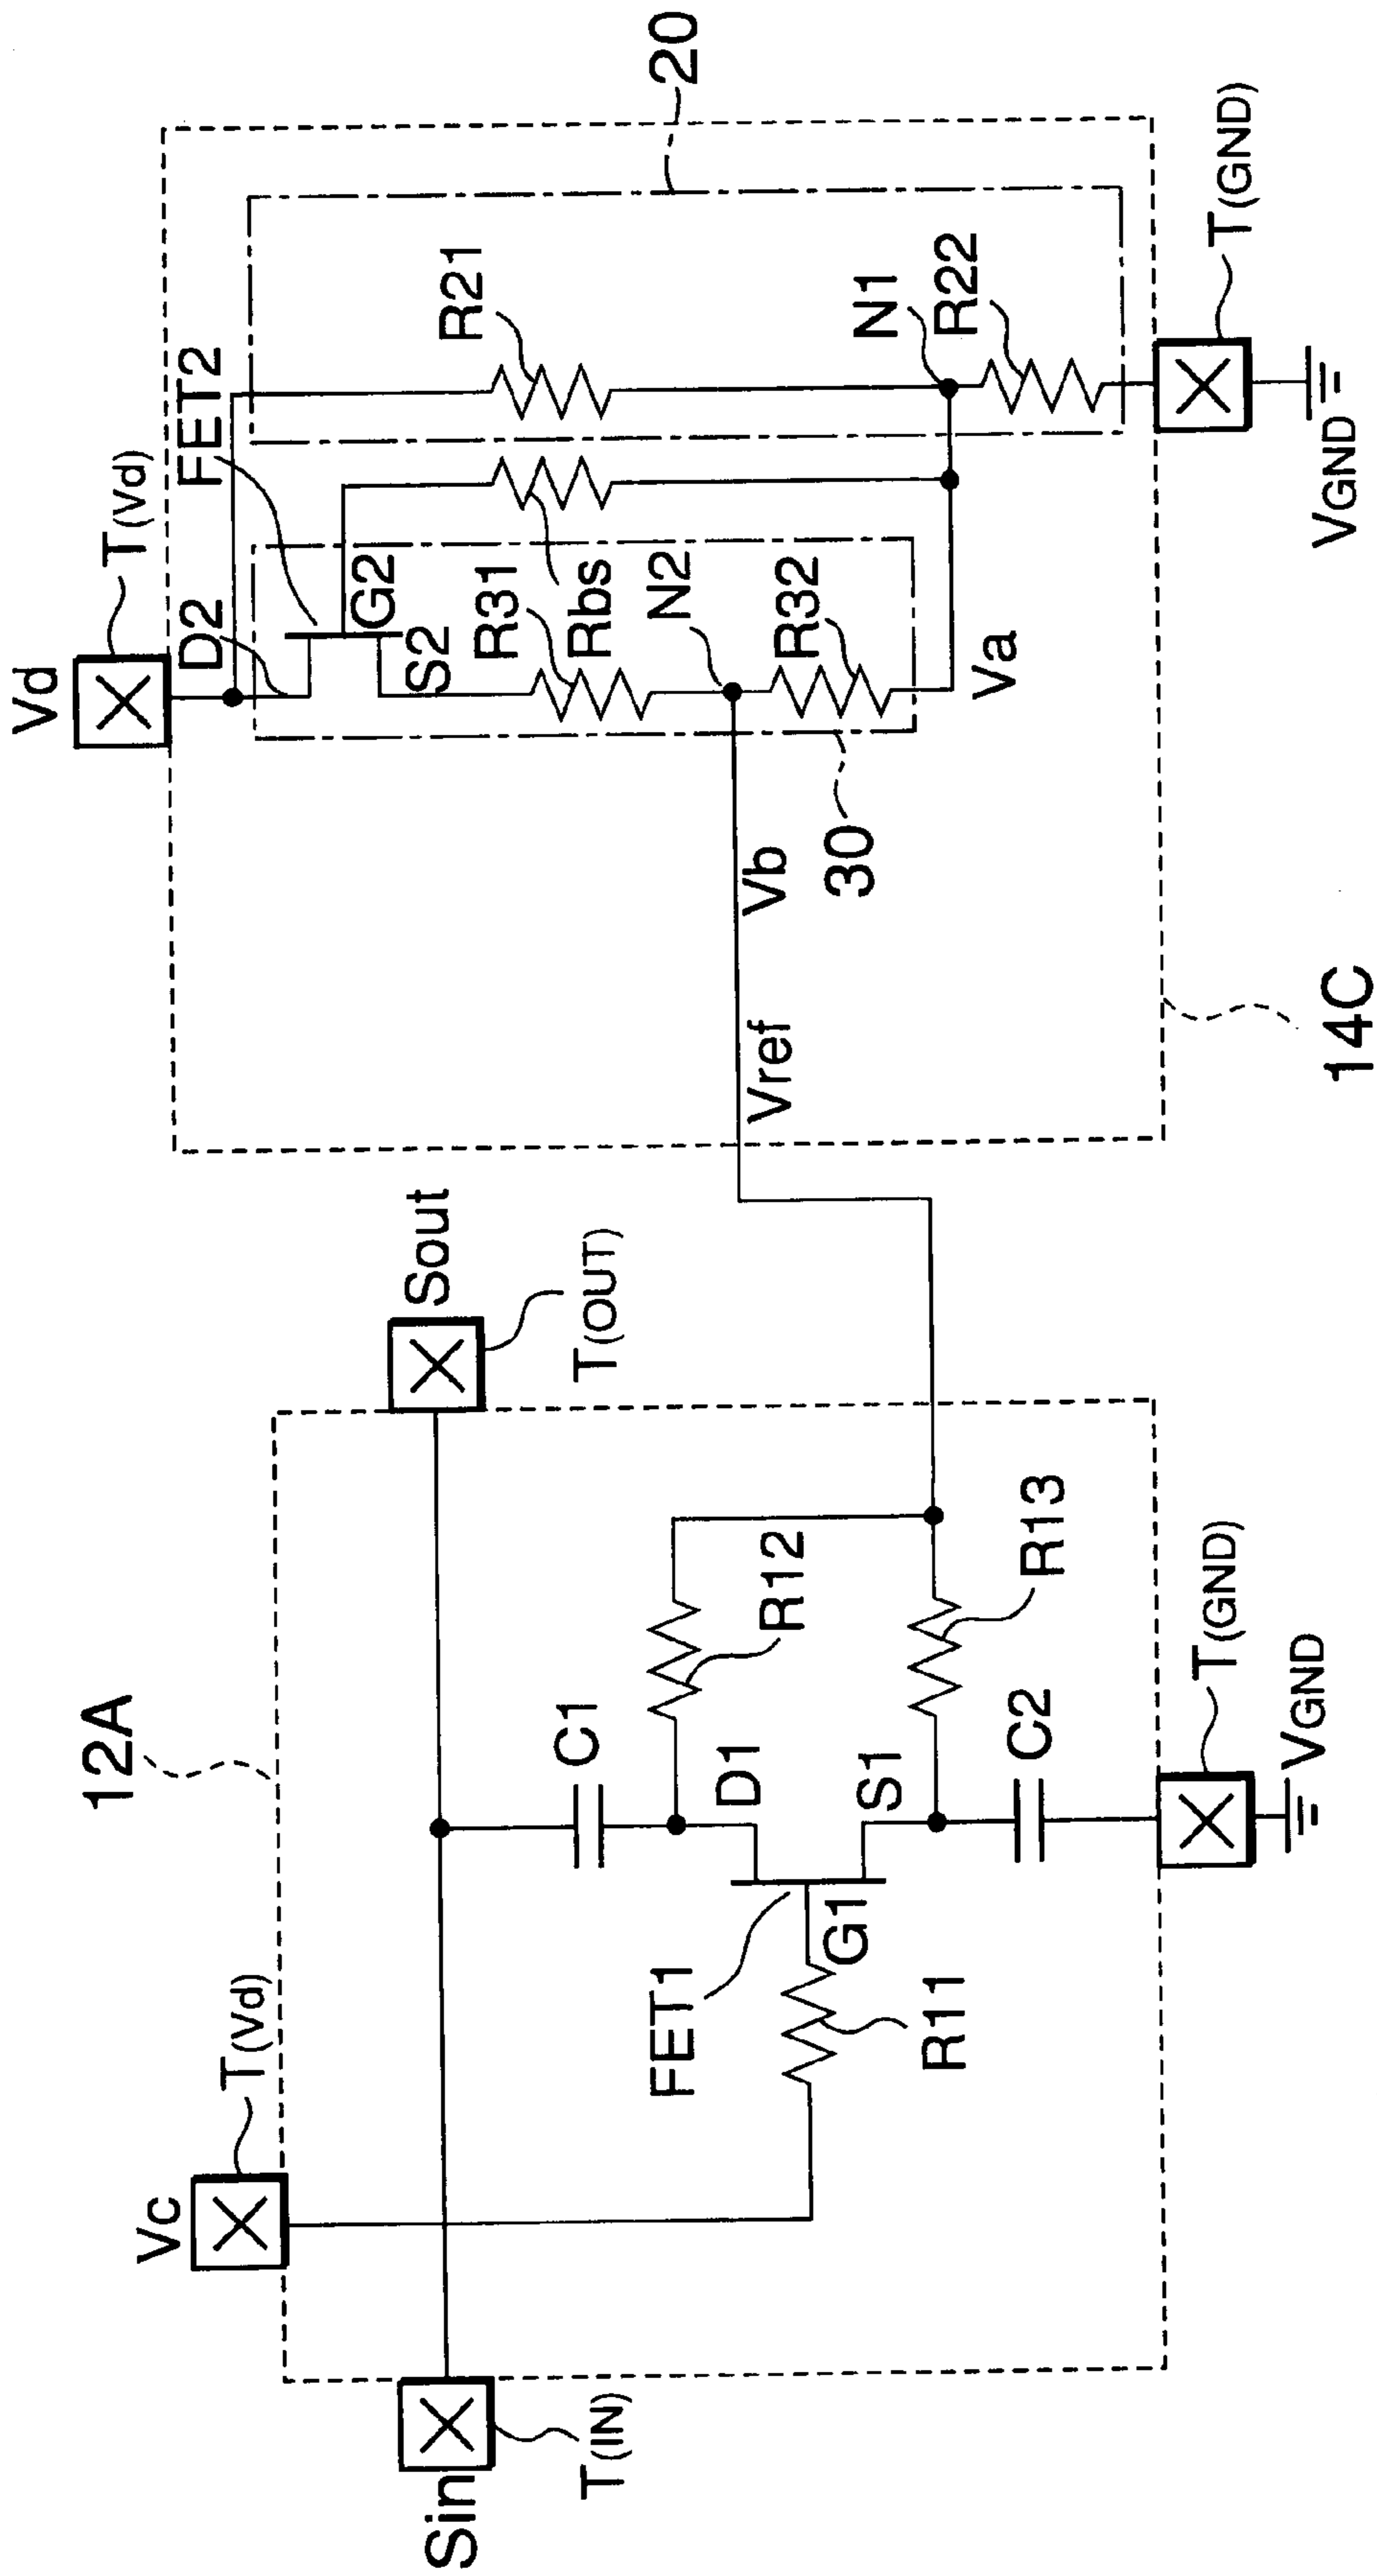 Vd
T(Vd)
D2
FET2
G2
S2
R31
Rbs
N2
R32
Va
R21
N1
R22
20
T(GND)
VGND
30
Vb
Vref
14C
12A
Vc
T(Vd)
Sin
T(IN)
Sout
T(OUT)
C1
R12
D1
FET1
G1
R11
S1
R13
C2
T(GND)
VGND